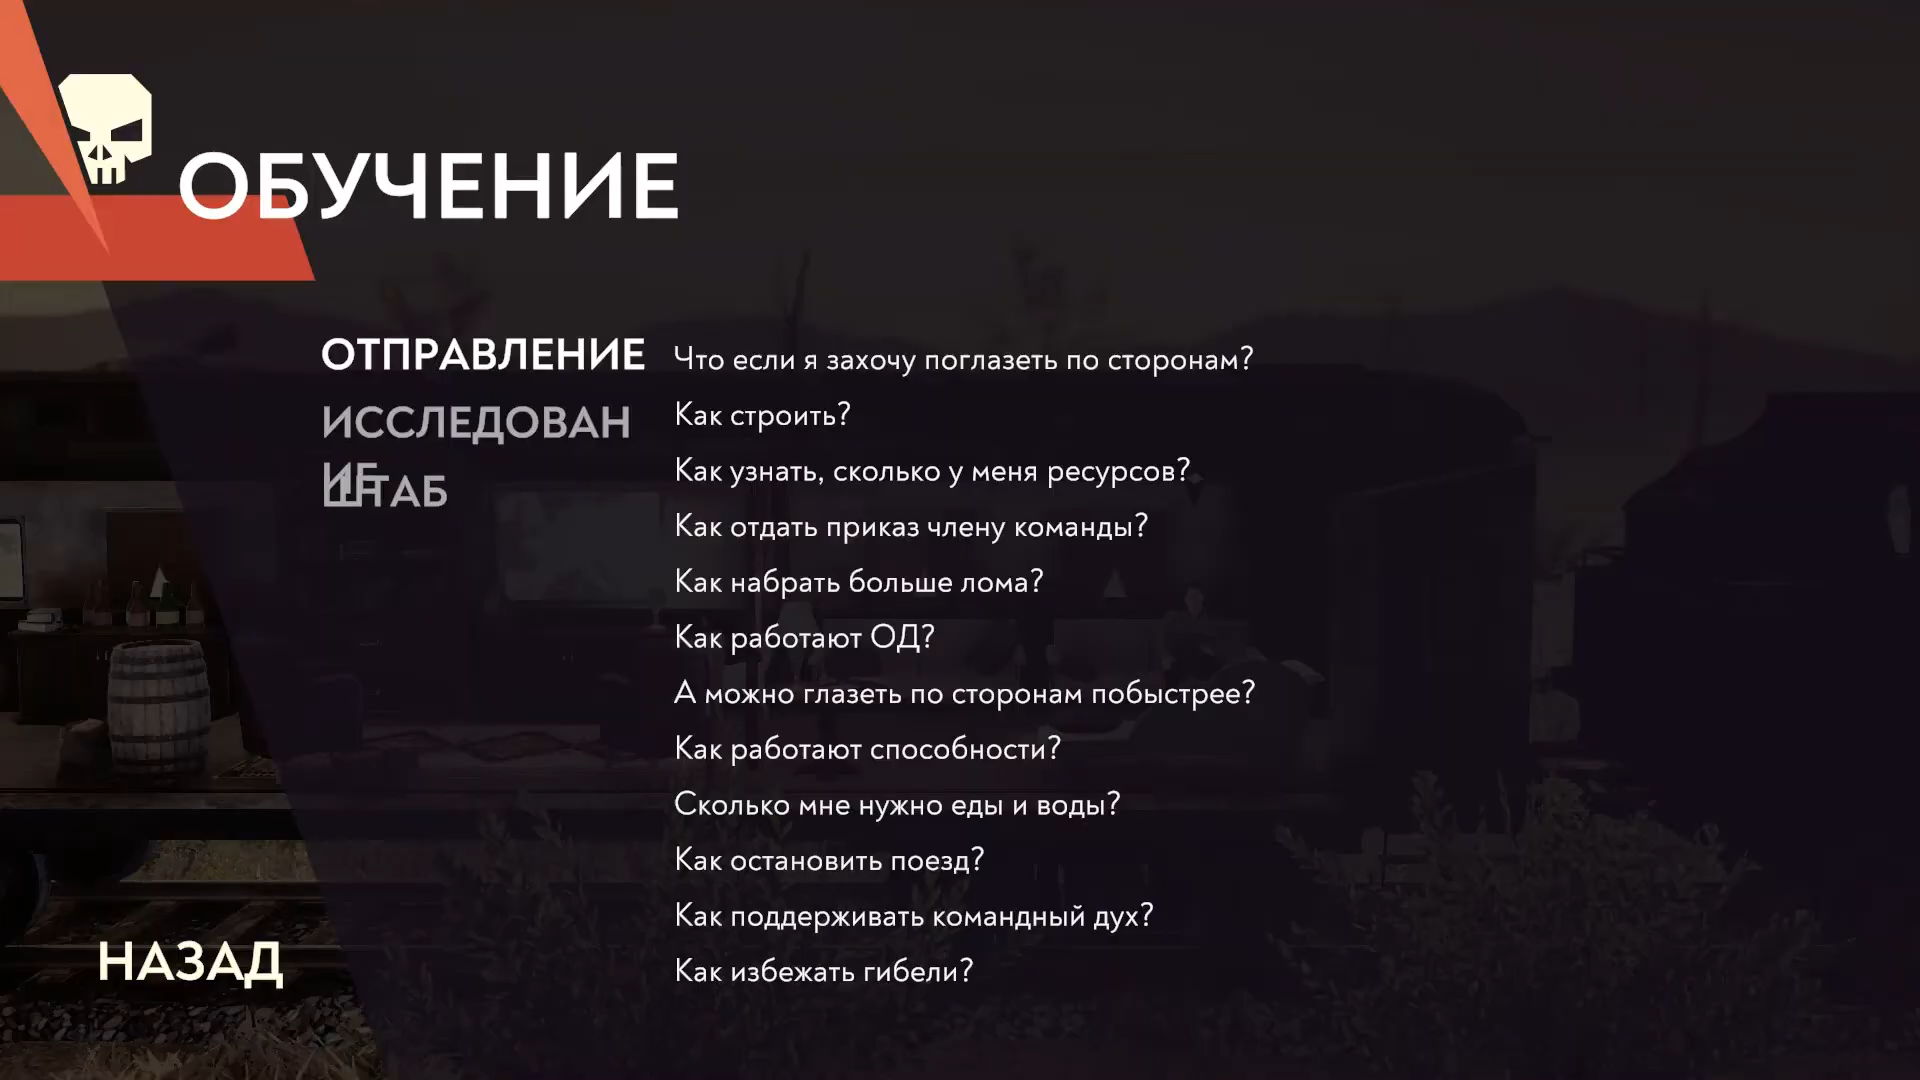 ОБУЧЕНИЕ
ОТПРАВЛЕНИЕ
ИССЛЕДОВАН
ИЕ
ШТАБ
Что если я захочу поглазеть по сторонам?
Как строить?
Как узнать, сколько у меня ресурсов?
Как отдать приказ члену команды?
Как набрать больше лома?
Как работают ОД?
А можно глазеть по сторонам побыстрее?
Как работают способности?
Сколько мне нужно еды и воды?
Как остановить поезд?
Как поддерживать командный дух?
Как избежать гибели?
НАЗАД